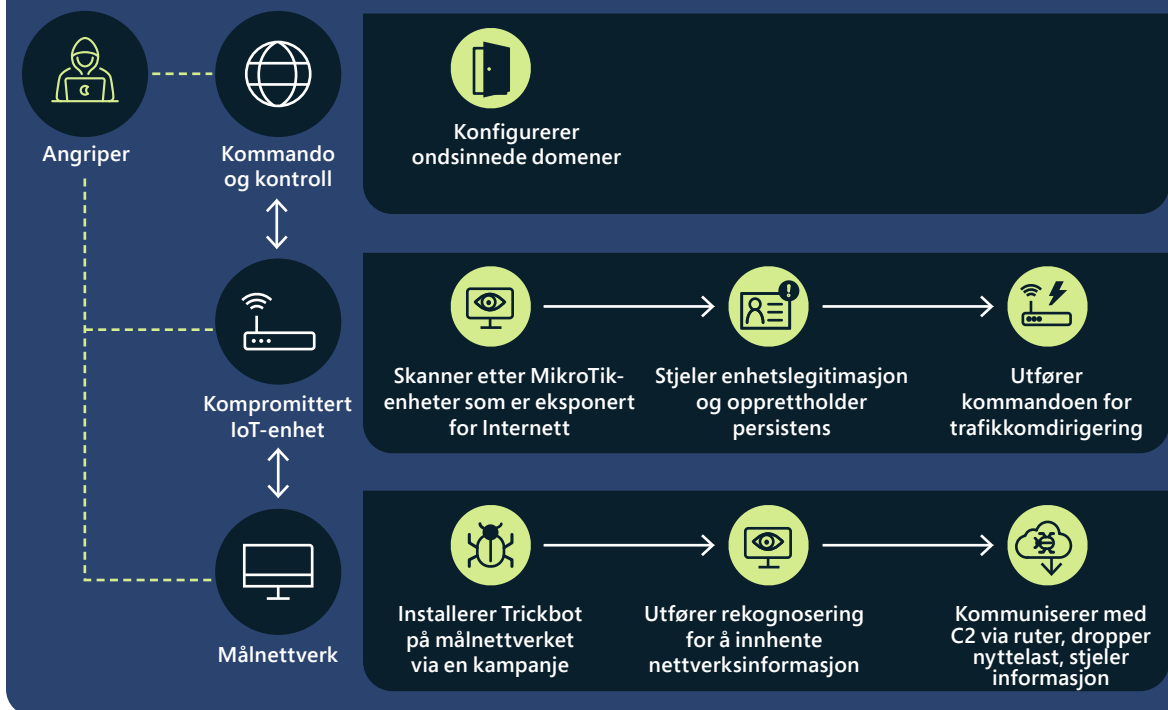 Angriper
Kommando
og kontroll
Konfigurerer
ondsinnede domener
Kompromittert
IoT-enhet
Skanner etter MikroTik-
enheter som er eksponert
for Internett
Stjeler enhetslegitimasjon
og opprettholder
persistens
Utfører
kommandoen for
trafikkomdirigering
Målnettverk
Installerer Trickbot
på målnettverket
via en kampanje
Utfører rekognosering
for å innhente
nettverksinformasjon
Kommuniserer med
C2 via ruter, dropper
nyttelast, stjeler
informasjon